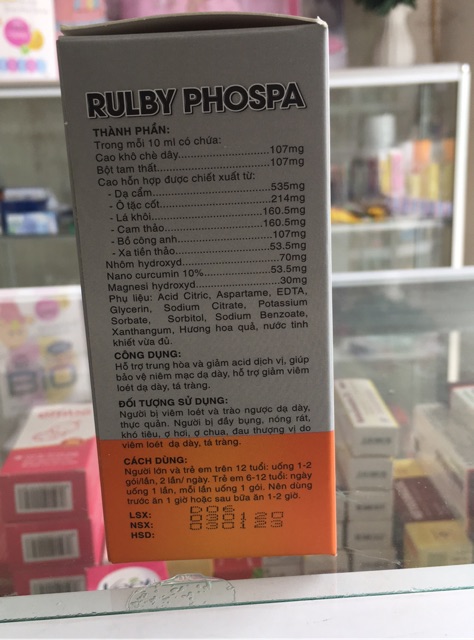 RULBY PHOSPA
THÀNH PHẦN:
Trong mỗi 10 ml có chứa:
Cao khô chè dây................................107mg
Bột tam thất.......................................107mg
Cao hỗn hợp được chiết xuất từ:
- Dạ cẩm...........................................535mg
- Ô tặc cốt.........................................214mg
- Lá khôi.........................................160.5mg
- Cam thảo......................................160.5mg
- Bồ công anh...................................107mg
- Xa tiền thảo...................................53.5mg
Nhôm hydroxyd..................................70mg
Nano curcumin 10%..........................53.5mg
Magnesi hydroxyd...............................30mg
Phụ liệu: Acid Citric, Aspartame, EDTA,
Glycerin, Sodium Citrate, Potassium
Sorbate, Sorbitol, Sodium Benzoate,
Xanthangum, Hương hoa quả, nước tinh
khiết vừa đủ.
CÔNG DỤNG:
Hỗ trợ trung hòa và giảm acid dịch vị, giúp
bảo vệ niêm mạc dạ dày, hỗ trợ giảm viêm
loét dạ dày, tá tràng.
ĐỐI TƯỢNG SỬ DỤNG:
Người bị viêm loét và trào ngược dạ dày,
thực quản. Người bị đầy bụng, nóng rát,
khó tiêu, ợ hơi, ợ chua, đau thượng vị do
viêm loét dạ dày, tá tràng.
CÁCH DÙNG:
Người lớn và trẻ em trên 12 tuổi: uống 1-2
gói/lần, 2 lần/ ngày. Trẻ em 6-12 tuổi: ngày
uống 1 lần, mỗi lần uống 1 gói. Nên dùng
trước ăn 1 giờ hoặc sau bữa ăn 1-2 giờ.
LSX:
NSX:
HSD: